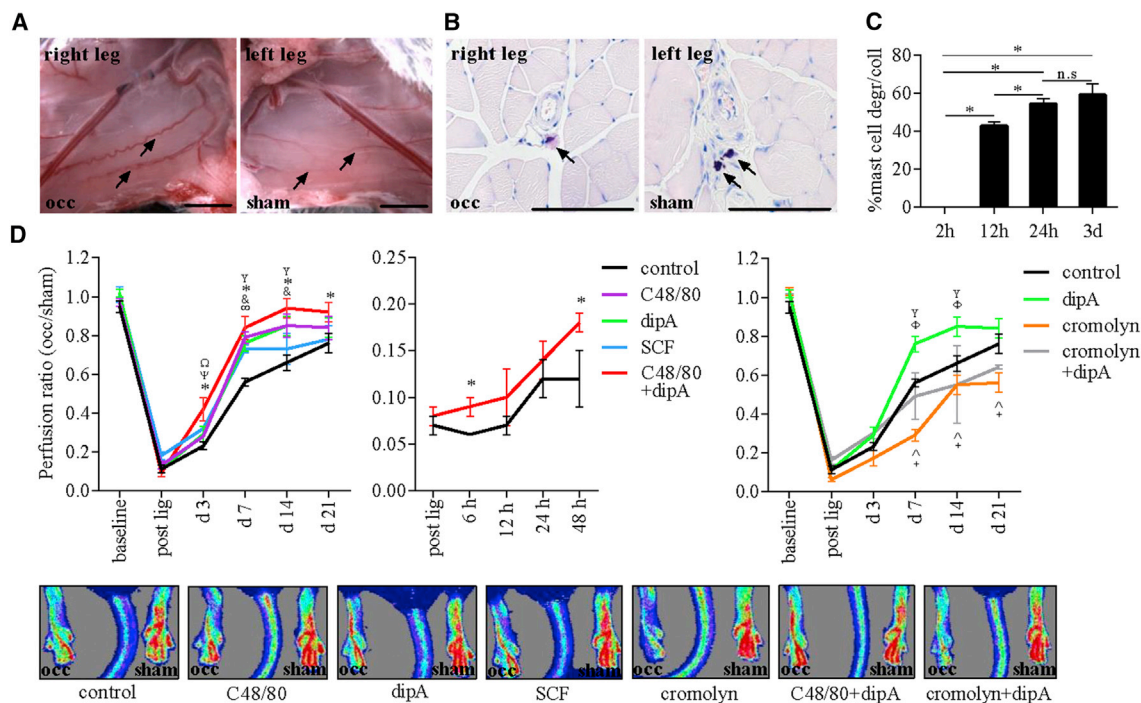 A
B
C
right leg
left leg
occ
sham
right leg
left leg
occ
sham
%mast cell degr/coll
80
60
40
20
0
*
*
n.s
*
*
2h
12h
24h
3d
D
Perfusion ratio (occ/sham)
1.2
1.0
0.8
0.6
0.4
0.2
0.0
Ω
Ψ
*
Υ
*
&
∞
Υ
*
&
*
baseline
post lig
d 3
d 7
d 14
d 21
0.25
0.20
0.15
0.10
0.05
0.00
*
*
post lig
6 h
12 h
24 h
48 h
control
C48/80
dipA
SCF
C48/80
+dipA
1.2
1.0
0.8
0.6
0.4
0.2
0.0
Υ
Φ
Υ
Φ
^
+
^
+
^
+
baseline
post lig
d 3
d 7
d 14
d 21
control
dipA
cromolyn
cromolyn
+dipA
occ sham
occ sham
occ sham
occ sham
occ sham
occ sham
occ sham
control
C48/80
dipA
SCF
cromolyn
C48/80+dipA
cromolyn+dipA